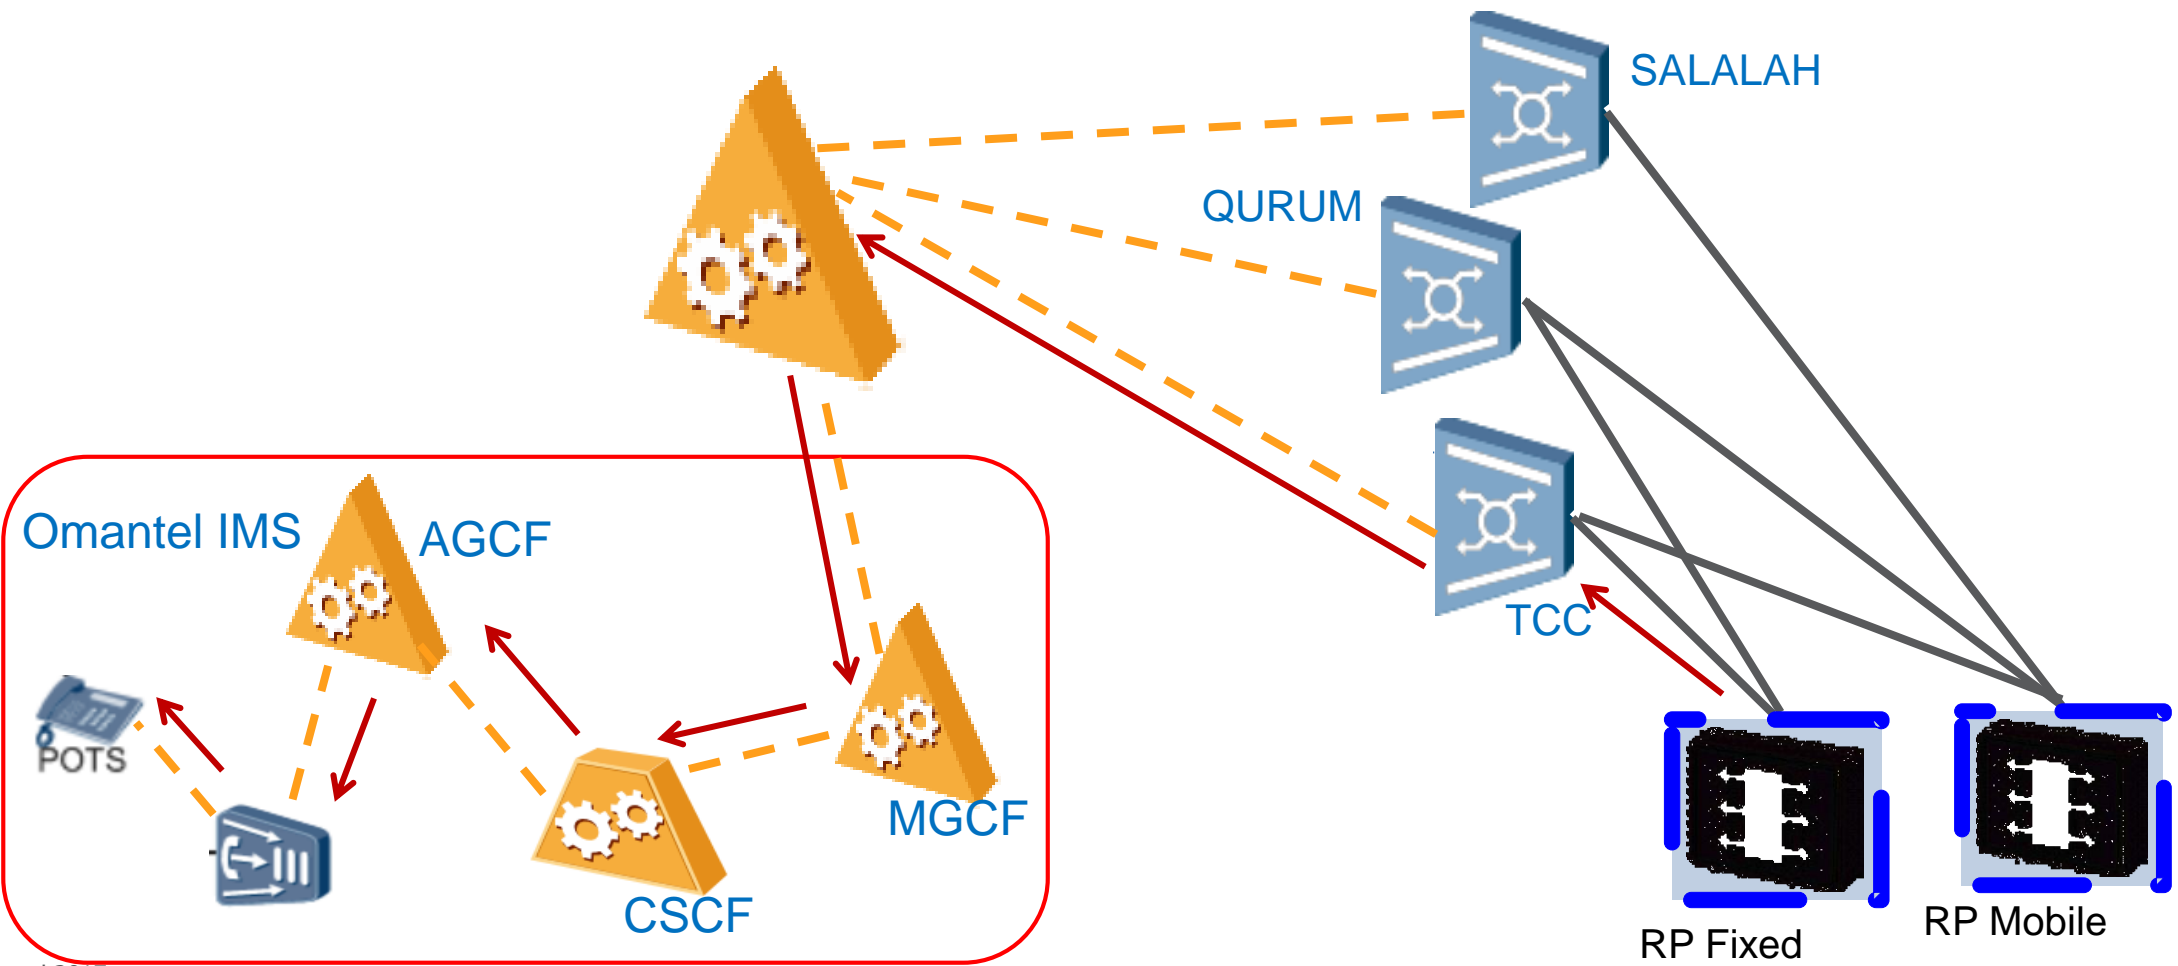 SALALAH
QURUM
TCC
Omantel IMS
AGCF
POTS
MGCF
CSCF
RP Mobile
RP Fixed